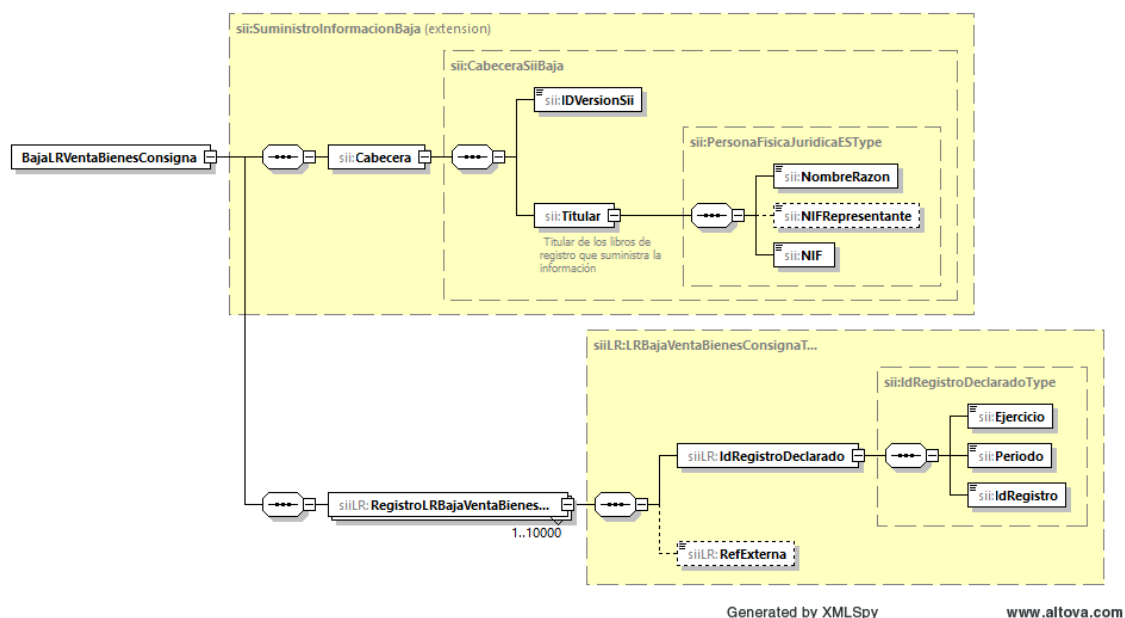 sii:SuministroInformacionBaja (extension)
sii:CabeceraSiiBaja
sii:IDVersionSii
sii:PersonaFisicaJuridicaESType
BajaLRVentaBienesConsigna
sii:Cabecera
sii:NombreRazon
sii:Titular
sii:NIFRepresentante
Titular de los libros de
registro que suministra la
información
sii:NIF
siiLR:LRBajaVentaBienesConsignaT...
sii:IdRegistroDeclaradoType
sii:Ejercicio
siiLR:IdRegistroDeclarado
sii:Periodo
sii:IdRegistro
siiLR:RegistroLRBajaVentaBienes...
1..10000
siiLR:RefExterna
Generated by XMLSpy
www.altova.com